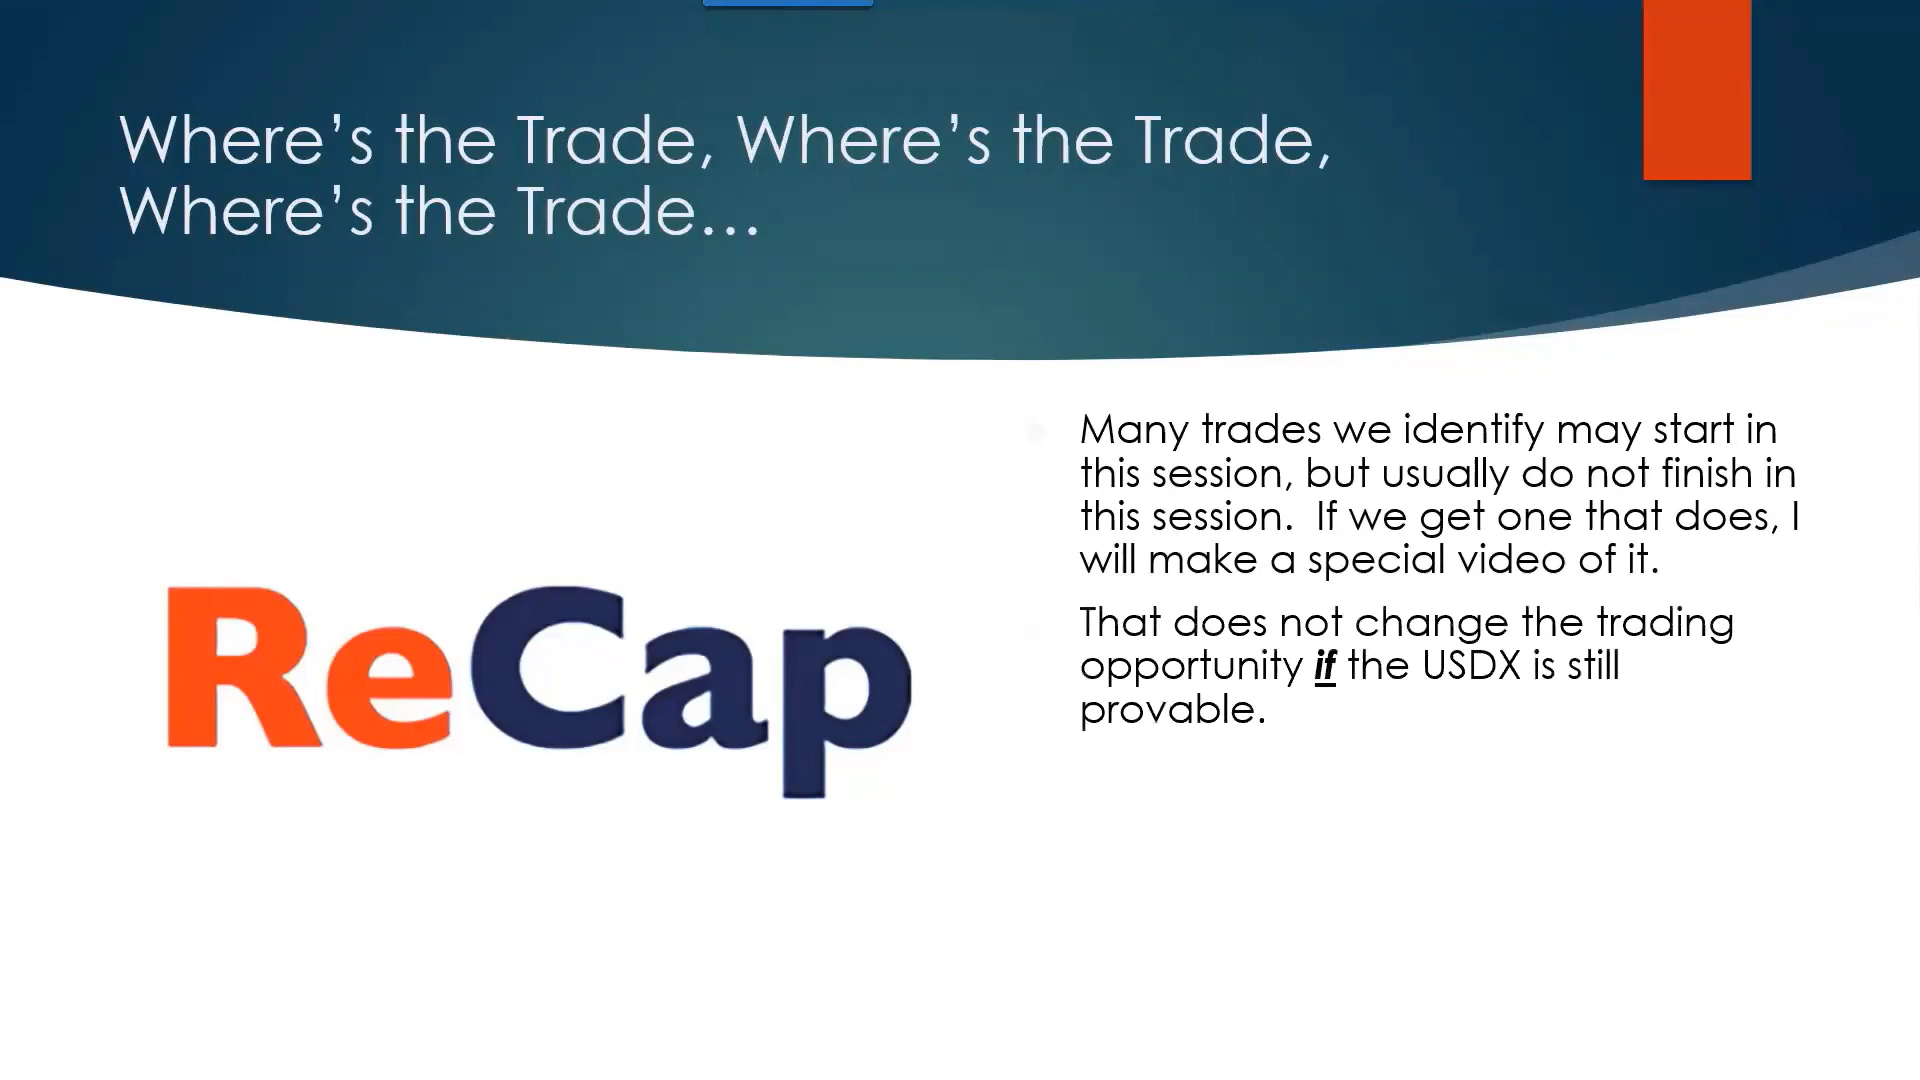 Where’s the Trade, Where’s the Trade,
Where’s the Trade…
ReCap
Many trades we identify may start in
this session, but usually do not finish in
this session.  If we get one that does, I
will make a special video of it.
That does not change the trading
opportunity if the USDX is still
provable.